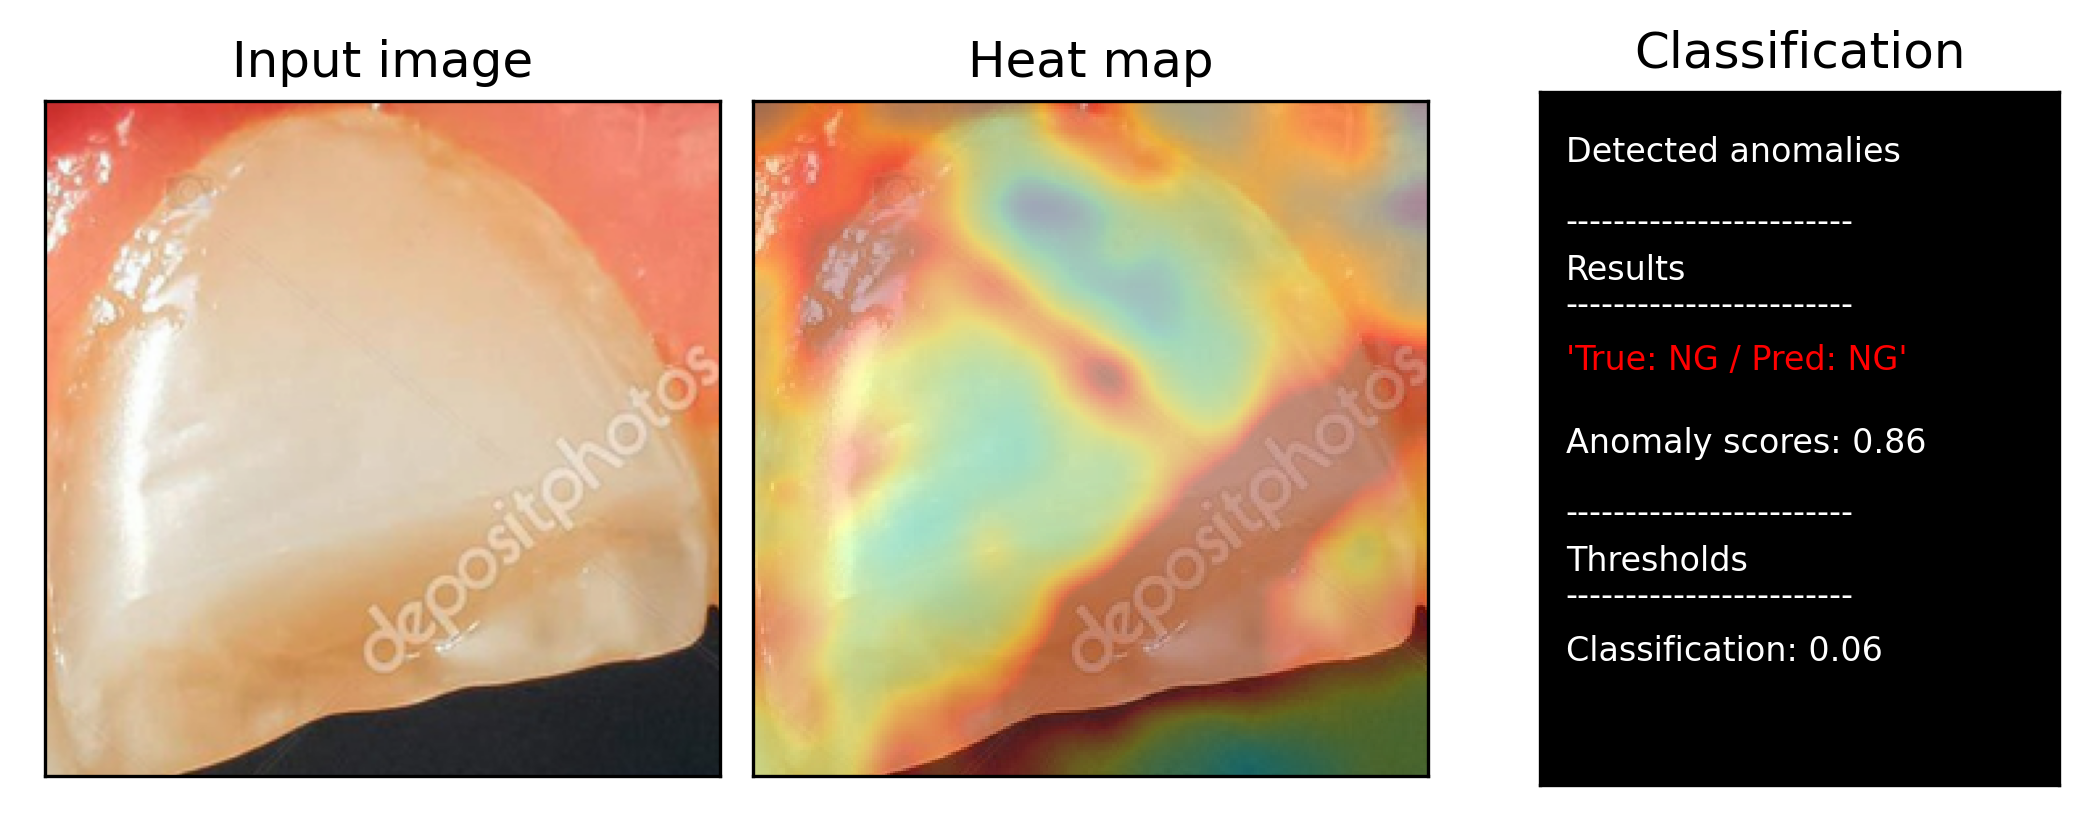 Input image
Heat map
Classification
depositphotos
depositphotos
Detected anomalies
------------------------
Results
------------------------
'True: NG / Pred: NG'
Anomaly scores: 0.86
------------------------
Thresholds
------------------------
Classification: 0.06